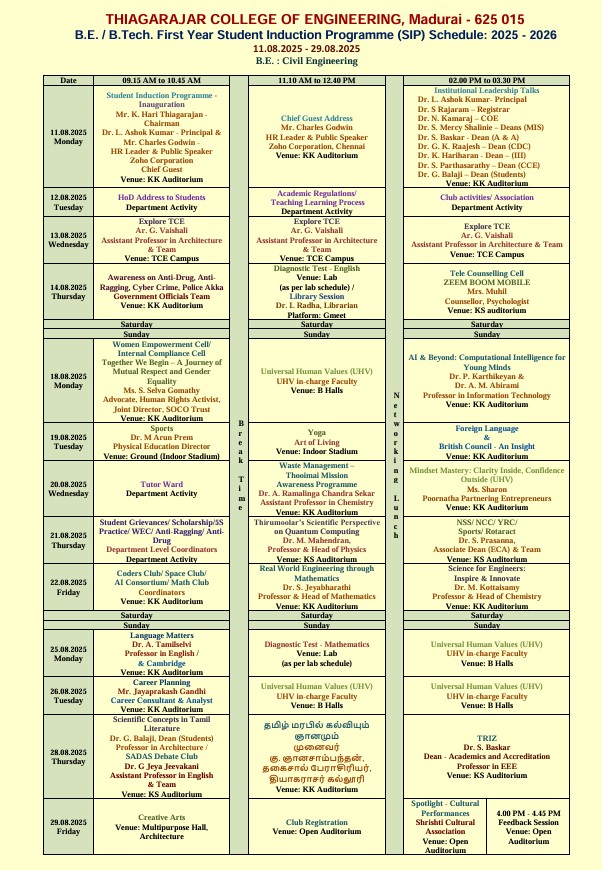 THIAGARAJAR COLLEGE OF ENGINEERING, Madurai - 625 015
B.E. / B.Tech. First Year Student Induction Programme (SIP) Schedule: 2025 - 2026
11.08.2025 - 29.08.2025
B.E. : Civil Engineering
Date
09.15 AM to 10.45 AM
11.10 AM to 12.40 PM
02.00 PM to 03.30 PM
Break Time
Network ing Lunch
11.08.2025
Monday
Student Induction Programme -
Inauguration
Mr. K. Hari Thiagarajan -
Chairman
Dr. L. Ashok Kumar - Principal &
Mr. Charles Godwin -
HR Leader & Public Speaker
Zoho Corporation
Chief Guest
Venue: KK Auditorium
Chief Guest Address
Mr. Charles Godwin
HR Leader & Public Speaker
Zoho Corporation, Chennai
Venue: KK Auditorium
Institutional Leadership Talks
Dr. L. Ashok Kumar- Principal
Dr. S Rajaram – Registrar
Dr. N. Kamaraj – COE
Dr. S. Mercy Shalinie – Deans (MIS)
Dr. S. Baskar - Dean (A & A)
Dr. G. K. Raajesh – Dean (CDC)
Dr. K. Hariharan - Dean – (III)
Dr. S. Parthasarathy – Dean (CCE)
Dr. G. Balaji – Dean (Students)
Venue: KK Auditorium
12.08.2025
Tuesday
HoD Address to Students
Department Activity
Academic Regulations/
Teaching Learning Process
Department Activity
Club activities/ Association
Department Activity
13.08.2025
Wednesday
Explore TCE
Ar. G. Vaishali
Assistant Professor in Architecture
& Team
Venue: TCE Campus
Explore TCE
Ar. G. Vaishali
Assistant Professor in Architecture
& Team
Venue: TCE Campus
Explore TCE
Ar. G. Vaishali
Assistant Professor in Architecture & Team
Venue: TCE Campus
14.08.2025
Thursday
Awareness on Anti-Drug, Anti-
Ragging, Cyber Crime, Police Akka
Government Officials Team
Venue: KK Auditorium
Diagnostic Test - English
Venue: Lab
(as per lab schedule) /
Library Session
Dr. L Radha, Librarian
Platform: Gmeet
Tele Counselling Cell
ZEEM BOOM MOBILE
Mrs. Muhil
Counsellor, Psychologist
Venue: KS auditorium
Saturday
Saturday
Saturday
Sunday
Sunday
Sunday
18.08.2025
Monday
Women Empowerment Cell/
Internal Compliance Cell
Together We Begin – A Journey of
Mutual Respect and Gender
Equality
Ms. S. Selva Gomathy
Advocate, Human Rights Activist,
Joint Director, SOCO Trust
Venue: KK Auditorium
Universal Human Values (UHV)
UHV in-charge Faculty
Venue: B Halls
AI & Beyond: Computational Intelligence for
Young Minds
Dr. P. Karthikeyan &
Dr. A. M. Abirami
Professor in Information Technology
Venue: KK Auditorium
19.08.2025
Tuesday
Sports
Dr. M Arun Prem
Physical Education Director
Venue: Ground (Indoor Stadium)
Yoga
Art of Living
Venue: Indoor Stadium
Foreign Language
&
British Council - An Insight
Venue: KK Auditorium
20.08.2025
Wednesday
Tutor Ward
Department Activity
Waste Management –
Thooimai Mission
Awareness Programme
Dr. A. Ramalinga Chandra Sekar
Assistant Professor in Chemistry
Venue: KK Auditorium
Mindset Mastery: Clarity Inside, Confidence
Outside (UHV)
Ms. Sharon
Poornatha Partnering Entrepreneurs
Venue: KK Auditorium
21.08.2025
Thursday
Student Grievances/ Scholarship/5S
Practice/ WEC/ Anti-Ragging/ Anti-
Drug
Department Level Coordinators
Department Activity
Thirumoolar's Scientific Perspective
on Quantum Computing
Dr. M. Mahendran,
Professor & Head of Physics
Venue: KS Auditorium
NSS/ NCC/ YRC/
Sports/ Rotaract
Dr. S. Prasanna,
Associate Dean (ECA) & Team
Venue: KS Auditorium
22.08.2025
Friday
Coders Club/ Space Club/
AI Consortium/ Math Club
Coordinators
Venue: KK Auditorium
Real World Engineering through
Mathematics
Dr. S. Jeyabharathi
Professor & Head of Mathematics
Venue: KK Auditorium
Science for Engineers:
Inspire & Innovate
Dr. M. Kottaisamy
Professor & Head of Chemistry
Venue: KK Auditorium
Saturday
Saturday
Saturday
Sunday
Sunday
Sunday
25.08.2025
Monday
Language Matters
Dr. A. Tamilselvi
Professor in English /
& Cambridge
Venue: KK Auditorium
Diagnostic Test - Mathematics
Venue: Lab
(as per lab schedule)
Universal Human Values (UHV)
UHV in-charge Faculty
Venue: B Halls
26.08.2025
Tuesday
Career Planning
Mr. Jayaprakash Gandhi
Career Consultant & Analyst
Venue: KK Auditorium
Universal Human Values (UHV)
UHV in-charge Faculty
Venue: B Halls
Universal Human Values (UHV)
UHV in-charge Faculty
Venue: B Halls
28.08.2025
Thursday
Scientific Concepts in Tamil
Literature
Dr. G. Balaji, Dean (Students)
Professor in Architecture /
SADAS Debate Club
Dr. G Jeya Jeevakani
Assistant Professor in English
& Team
Venue: KS Auditorium
தமிழ் மரபில் கல்வியும்
ஞானமும்
முனைவர்
கு. ஞானசம்பந்தன்,
தகைசால் பேராசிரியர்,
தியாகராசர் கல்லூரி
Venue: KK Auditorium
TRIZ
Dr. S. Baskar
Dean - Academics and Accreditation
Professor in EEE
Venue: KS Auditorium
29.08.2025
Friday
Creative Arts
Venue: Multipurpose Hall,
Architecture
Club Registration
Venue: Open Auditorium
Spotlight - Cultural
Performances
Shrishti Cultural
Association
Venue: Open
Auditorium
4.00 PM - 4.45 PM
Feedback Session
Venue: Open
Auditorium